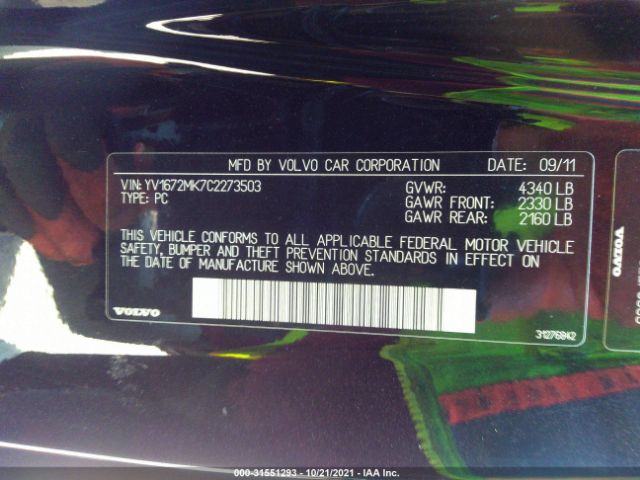 MFD BY VOLVO CAR CORPORATION DATE: 09/11
VIN: YV1672MK7C2273503 GVWR: 4340 LB
TYPE: PC GAWR FRONT: 2330 LB
GAWR REAR: 2160 LB
THIS VEHICLE CONFORMS TO ALL APPLICABLE FEDERAL MOTOR VEHICLE
SAFETY, BUMPER AND THEFT PREVENTION STANDARDS IN EFFECT ON
THE DATE OF MANUFACTURE SHOWN ABOVE.
VOLVO 31276842
VOLVO
000-31551293 - 10/21/2021 - IAA Inc.